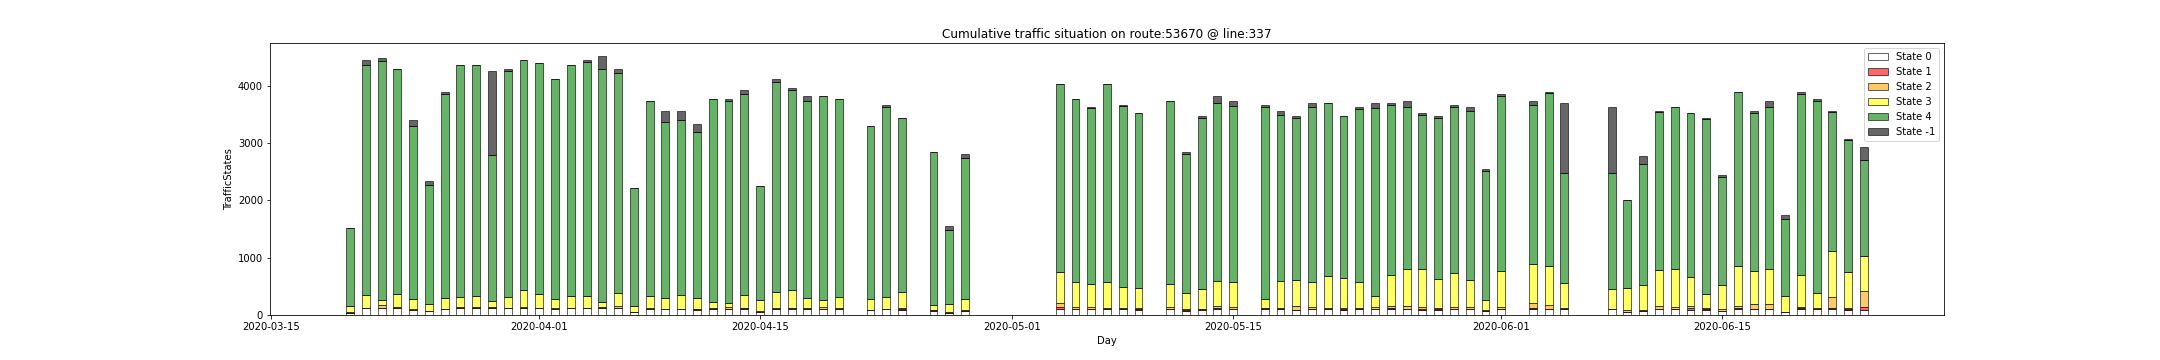 Cumulative traffic situation on route:53670 @ line:337
State 0
State 1
State 2
State 3
State 4
State -1
TrafficStates
4000
3000
2000
1000
0
2020-03-15
2020-04-01
2020-04-15
2020-05-01
2020-05-15
2020-06-01
2020-06-15
Day